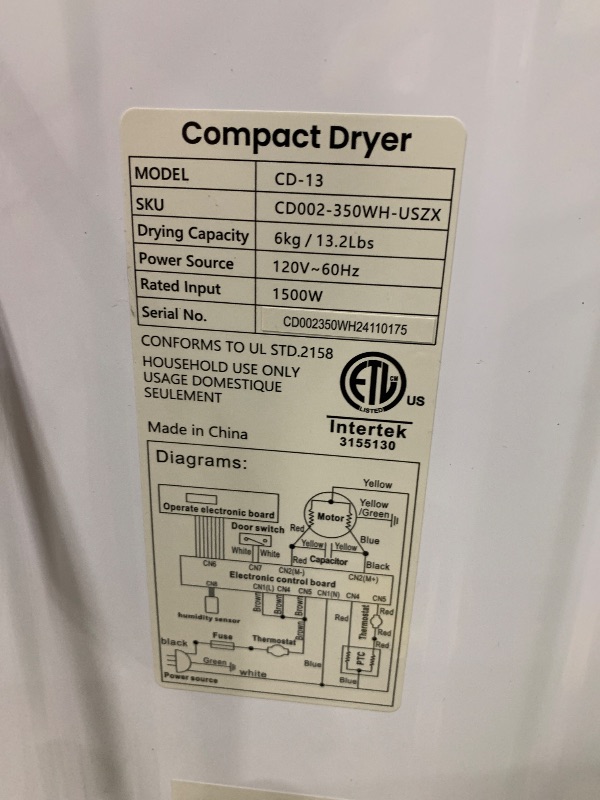 Compact Dryer
MODEL CD-13
SKU CD002-350WH-USZX
Drying Capacity 6kg / 13.2Lbs
Power Source 120V~60Hz
Rated Input 1500W
Serial No. CD002350WH24110175
CONFORMS TO UL STD.2158
HOUSEHOLD USE ONLY
USAGE DOMESTIQUE
SEULEMENT
ETL CM
LISTED
US
Intertek
3155130
Made in China
Diagrams:
Yellow
Operate electronic board
Motor
Yellow
/Green
Door switch
Red
Blue
White White
Yellow Yellow
Red Capacitor Black
CN6 CN7 CN2(M-) CN2(M+)
Electronic control board
CN8 CN1(L) CN4 CN5 CN1(N) CN4 CN5
Brown Brown Brown
Red Red
humidity sensor
Thermostat
Red
Brown
black Fuse Thermostat
Red
PTC
Green
white
Blue
Blue Blue
Power source